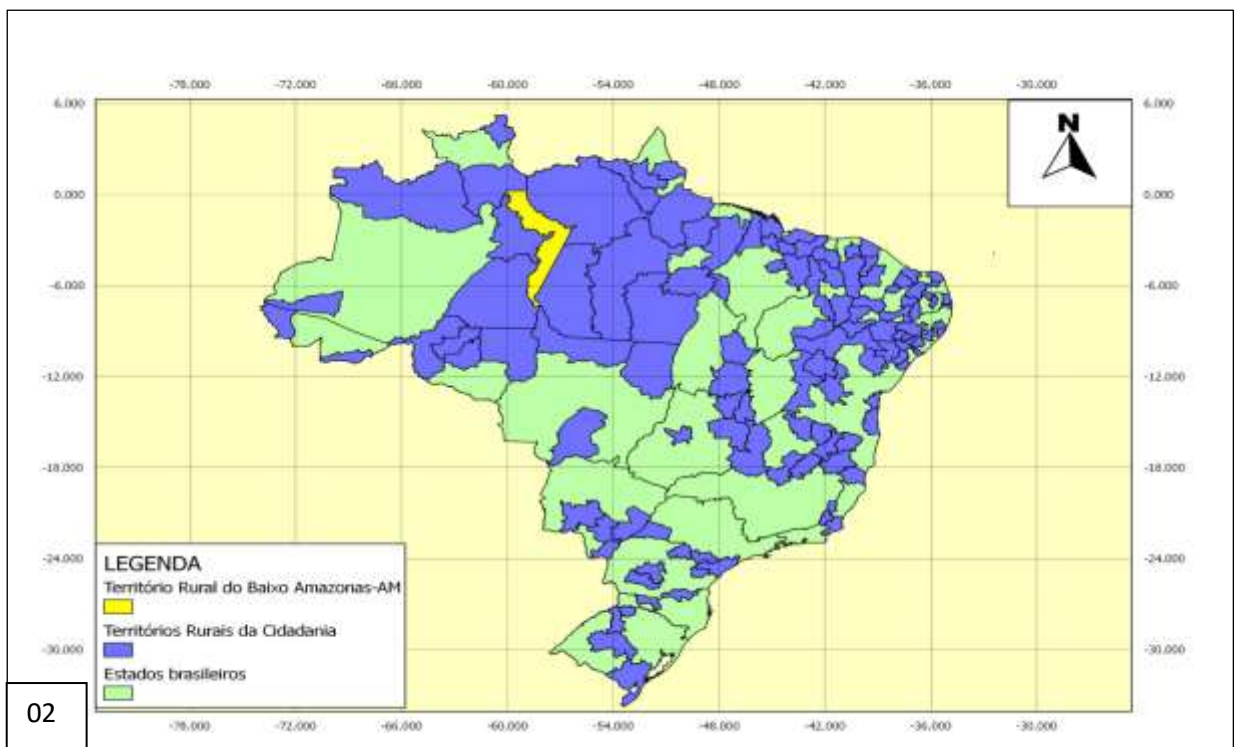 -78.000 -72.000 -66.000 -60.000 -54.000 -48.000 -42.000 -36.000 -30.000
6.000 6.000
N
0.000 0.000
-6.000 -6.000
-12.000 -12.000
-18.000 -18.000
-24.000 -24.000
LEGENDA
Território Rural do Baixo Amazonas-AM
Territórios Rurais da Cidadania
-30.000 -30.000
Estados brasileiros
02
-78.000 -72.000 -66.000 -60.000 -54.000 -48.000 -42.000 -36.000 -30.000